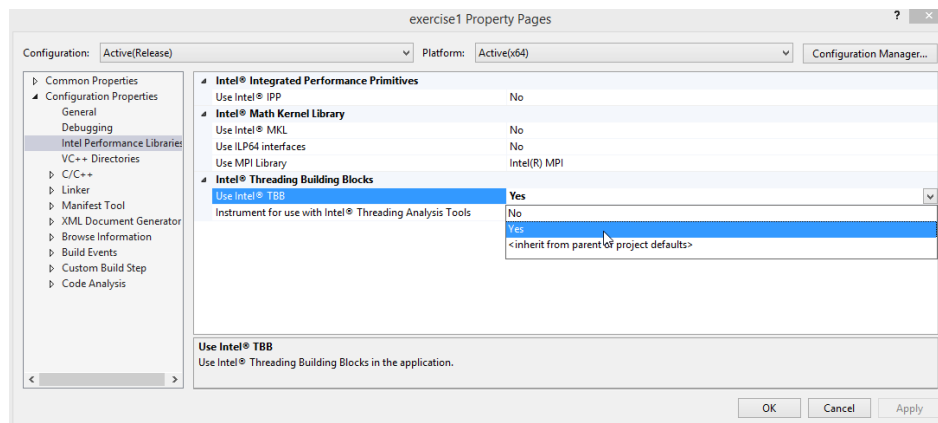 exercise1 Property Pages
?
Configuration: Active(Release) Platform: Active(x64) Configuration Manager...
Common Properties
Configuration Properties
General
Debugging
Intel Performance Libraries
VC++ Directories
C/C++
Linker
Manifest Tool
XML Document Generator
Browse Information
Build Events
Custom Build Step
Code Analysis
Intel® Integrated Performance Primitives
Use Intel® IPP No
Intel® Math Kernel Library
Use Intel® MKL No
Use ILP64 interfaces No
Use MPI Library Intel(R) MPI
Intel® Threading Building Blocks
Use Intel® TBB Yes
Instrument for use with Intel® Threading Analysis Tools
No
Yes
<inherit from parent or project defaults>
Use Intel® TBB
Use Intel® Threading Building Blocks in the application.
OK Cancel Apply